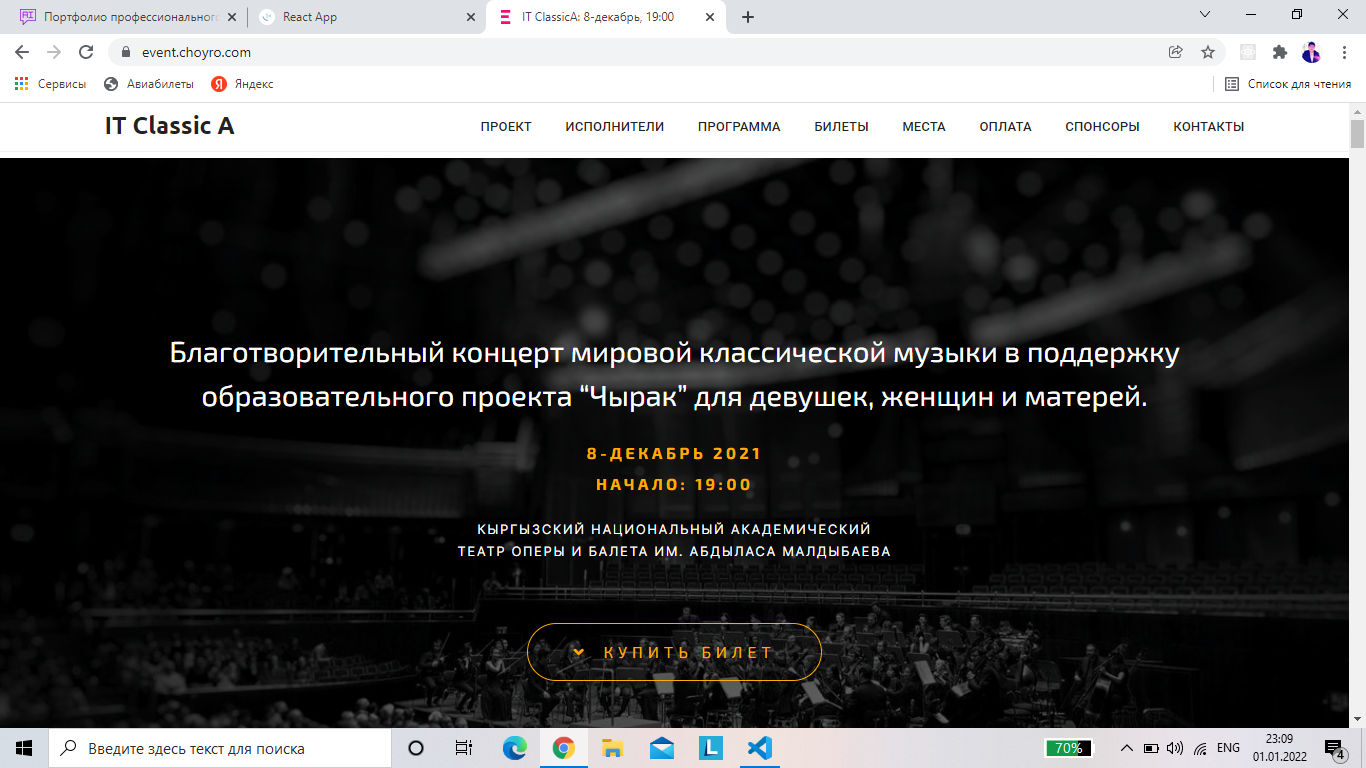 Портфолио профессионального
React App
IT ClassicA: 8-декабрь, 19:00
event.choyro.com
Сервисы
Авиабилеты
Я
Яндекс
Список для чтения
IT Classic A
ПРОЕКТ
ИСПОЛНИТЕЛИ
ПРОГРАММА
БИЛЕТЫ
МЕСТА
ОПЛАТА
СПОНСОРЫ
КОНТАКТЫ
Благотворительный концерт мировой классической музыки в поддержку
образовательного проекта “Чырак” для девушек, женщин и матерей.
8-ДЕКАБРЬ 2021
НАЧАЛО: 19:00
КЫРГЫЗСКИЙ НАЦИОНАЛЬНЫЙ АКАДЕМИЧЕСКИЙ
ТЕАТР ОПЕРЫ И БАЛЕТА ИМ. АБДЫЛАСА МАЛДЫБАЕВА
КУПИТЬ БИЛЕТ
Введите здесь текст для поиска
L
70%
ENG
23:09
01.01.2022
4